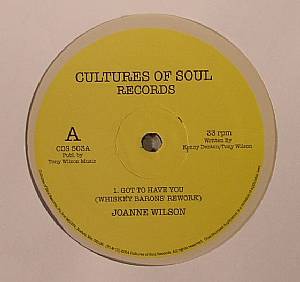 CULTURES OF SOUL
RECORDS
A
CDS 503A
Publ. by
Tony Wilson Music
33 rpm
Written By
Kenny Denton/Tony Wilson
1. GOT TO HAVE YOU
(WHISKEY BARONS' REWORK)
JOANNE WILSON